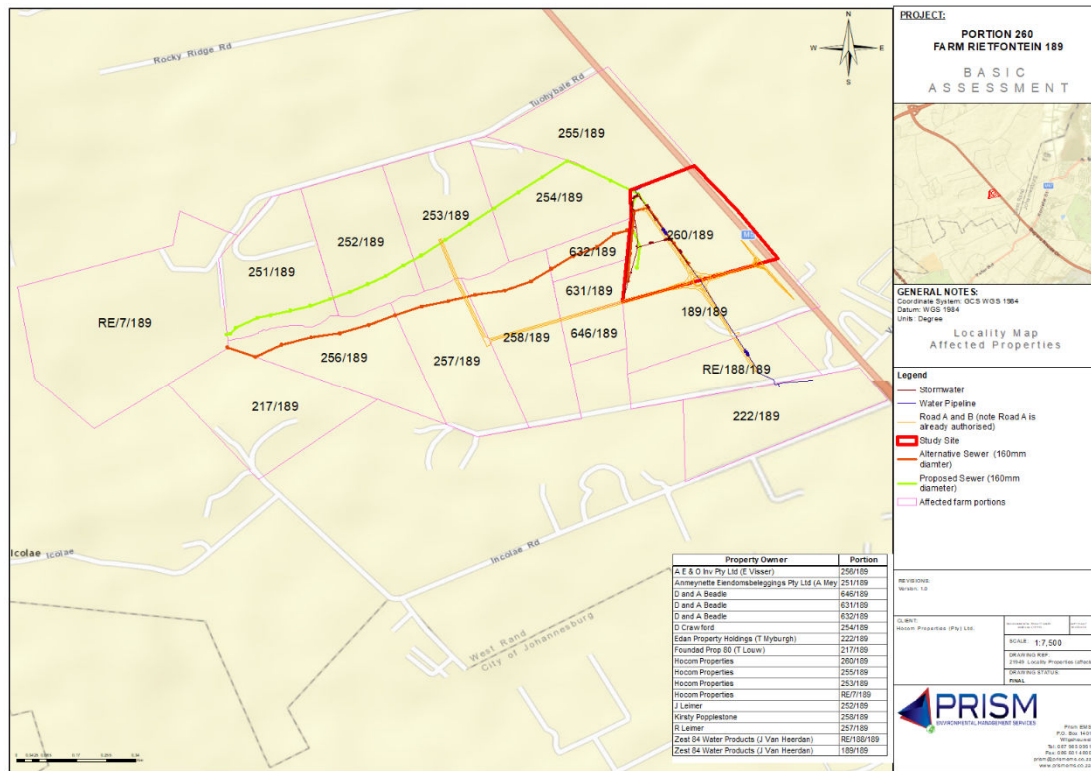 PROJECT:
PORTION 260
FARM RIETFONTEIN 189
BASIC
ASSESSMENT
GENERAL NOTES:
Coordinate System: GCS WGS 1984
Datum: WGS 1984
Units: Degree
Locality Map
Affected Properties
Legend
Stormwater
Water Pipeline
Road A and B (note Road A is
already authorised)
Study Site
Alternative Sewer (160mm
diamter)
Proposed Sewer (160mm
diameter)
Affected farm portions
REVISIONS:
Version: 1.0
CLIENT:
Hocom Properties (Pty) Ltd.
SCALE 1:7,500
DRAWING REF:
DRAWING STATUS:
FINAL
PRISM
ENVIRONMENTAL MANAGEMENT SERVICES
Prism EMS
N
W E
S
Rocky Ridge Rd
Tuohybale Rd
255/189
254/189
253/189
252/189
251/189
RE/7/189
260/189
632/189
631/189
189/189
646/189
258/189
257/189
256/189
217/189
RE/188/189
222/189
Icolae
Icolae
Incolae Rd
West Rand
City of Johannesburg
Property Owner Portion
A E & O Inv Pty Ltd (E Visser) 256/189
Anmeynette Eiendomsbeleggings Pty Ltd (A Mey 251/189
D and A Beadle 646/189
D and A Beadle 631/189
D and A Beadle 632/189
D Crawford 254/189
Edan Property Holdings (T Myburgh) 222/189
Founded Prop 80 (T Louw) 217/189
Hocom Properties 260/189
Hocom Properties 255/189
Hocom Properties 253/189
Hocom Properties RE/7/189
J Leimer 252/189
Kirsty Popplestone 258/189
R Leimer 257/189
Zest 84 Water Products (J Van Heerdan) RE/188/189
Zest 84 Water Products (J Van Heerdan) 189/189